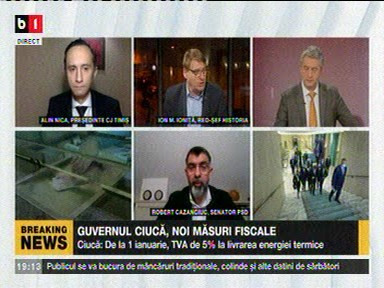 b1
DIRECT
ALIN NICA, PREȘEDINTE CJ TIMIȘ
ION M. IONIȚĂ, RED-ȘEF HISTORIA
ROBERT CAZANCIUC, SENATOR PSD
BREAKING
NEWS
GUVERNUL CIUCĂ, NOI MĂSURI FISCALE
Ciucă: De la 1 ianuarie, TVA de 5% la livrarea energiei termice
19:13 Publicul se va bucura de mâncăruri tradiționale, colinde și alte datini de sărbători